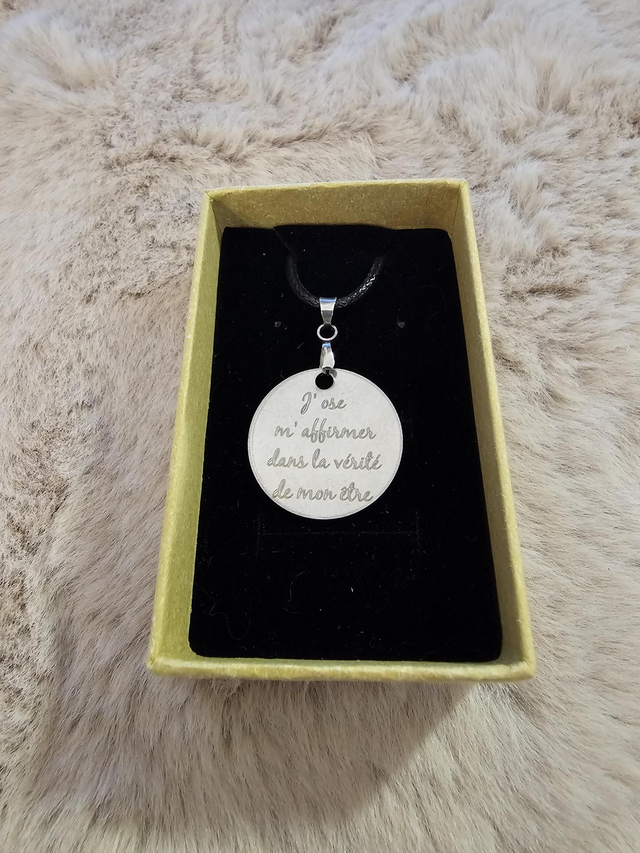 J' ose
m' affirmer
dans la vérité
de mon être